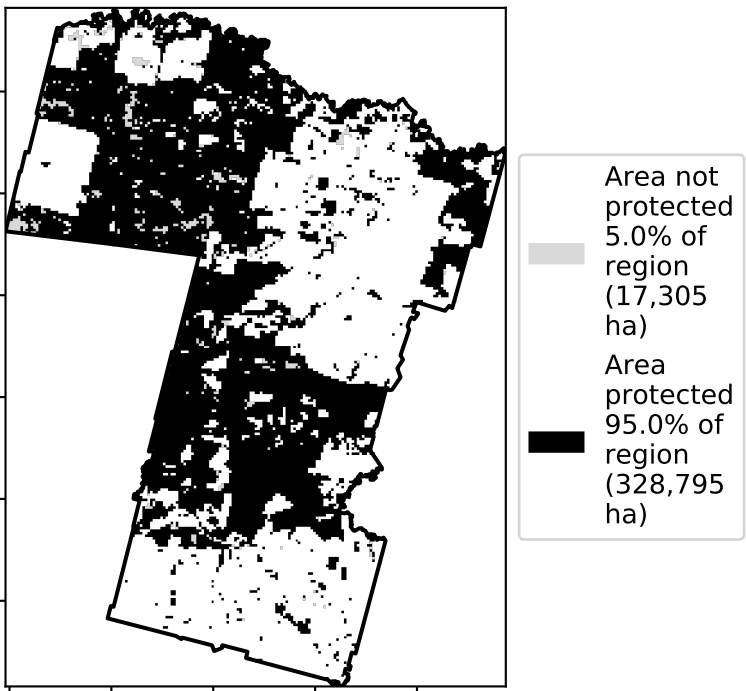 Area not
protected
5.0% of
region
(17,305
ha)
Area
protected
95.0% of
region
(328,795
ha)